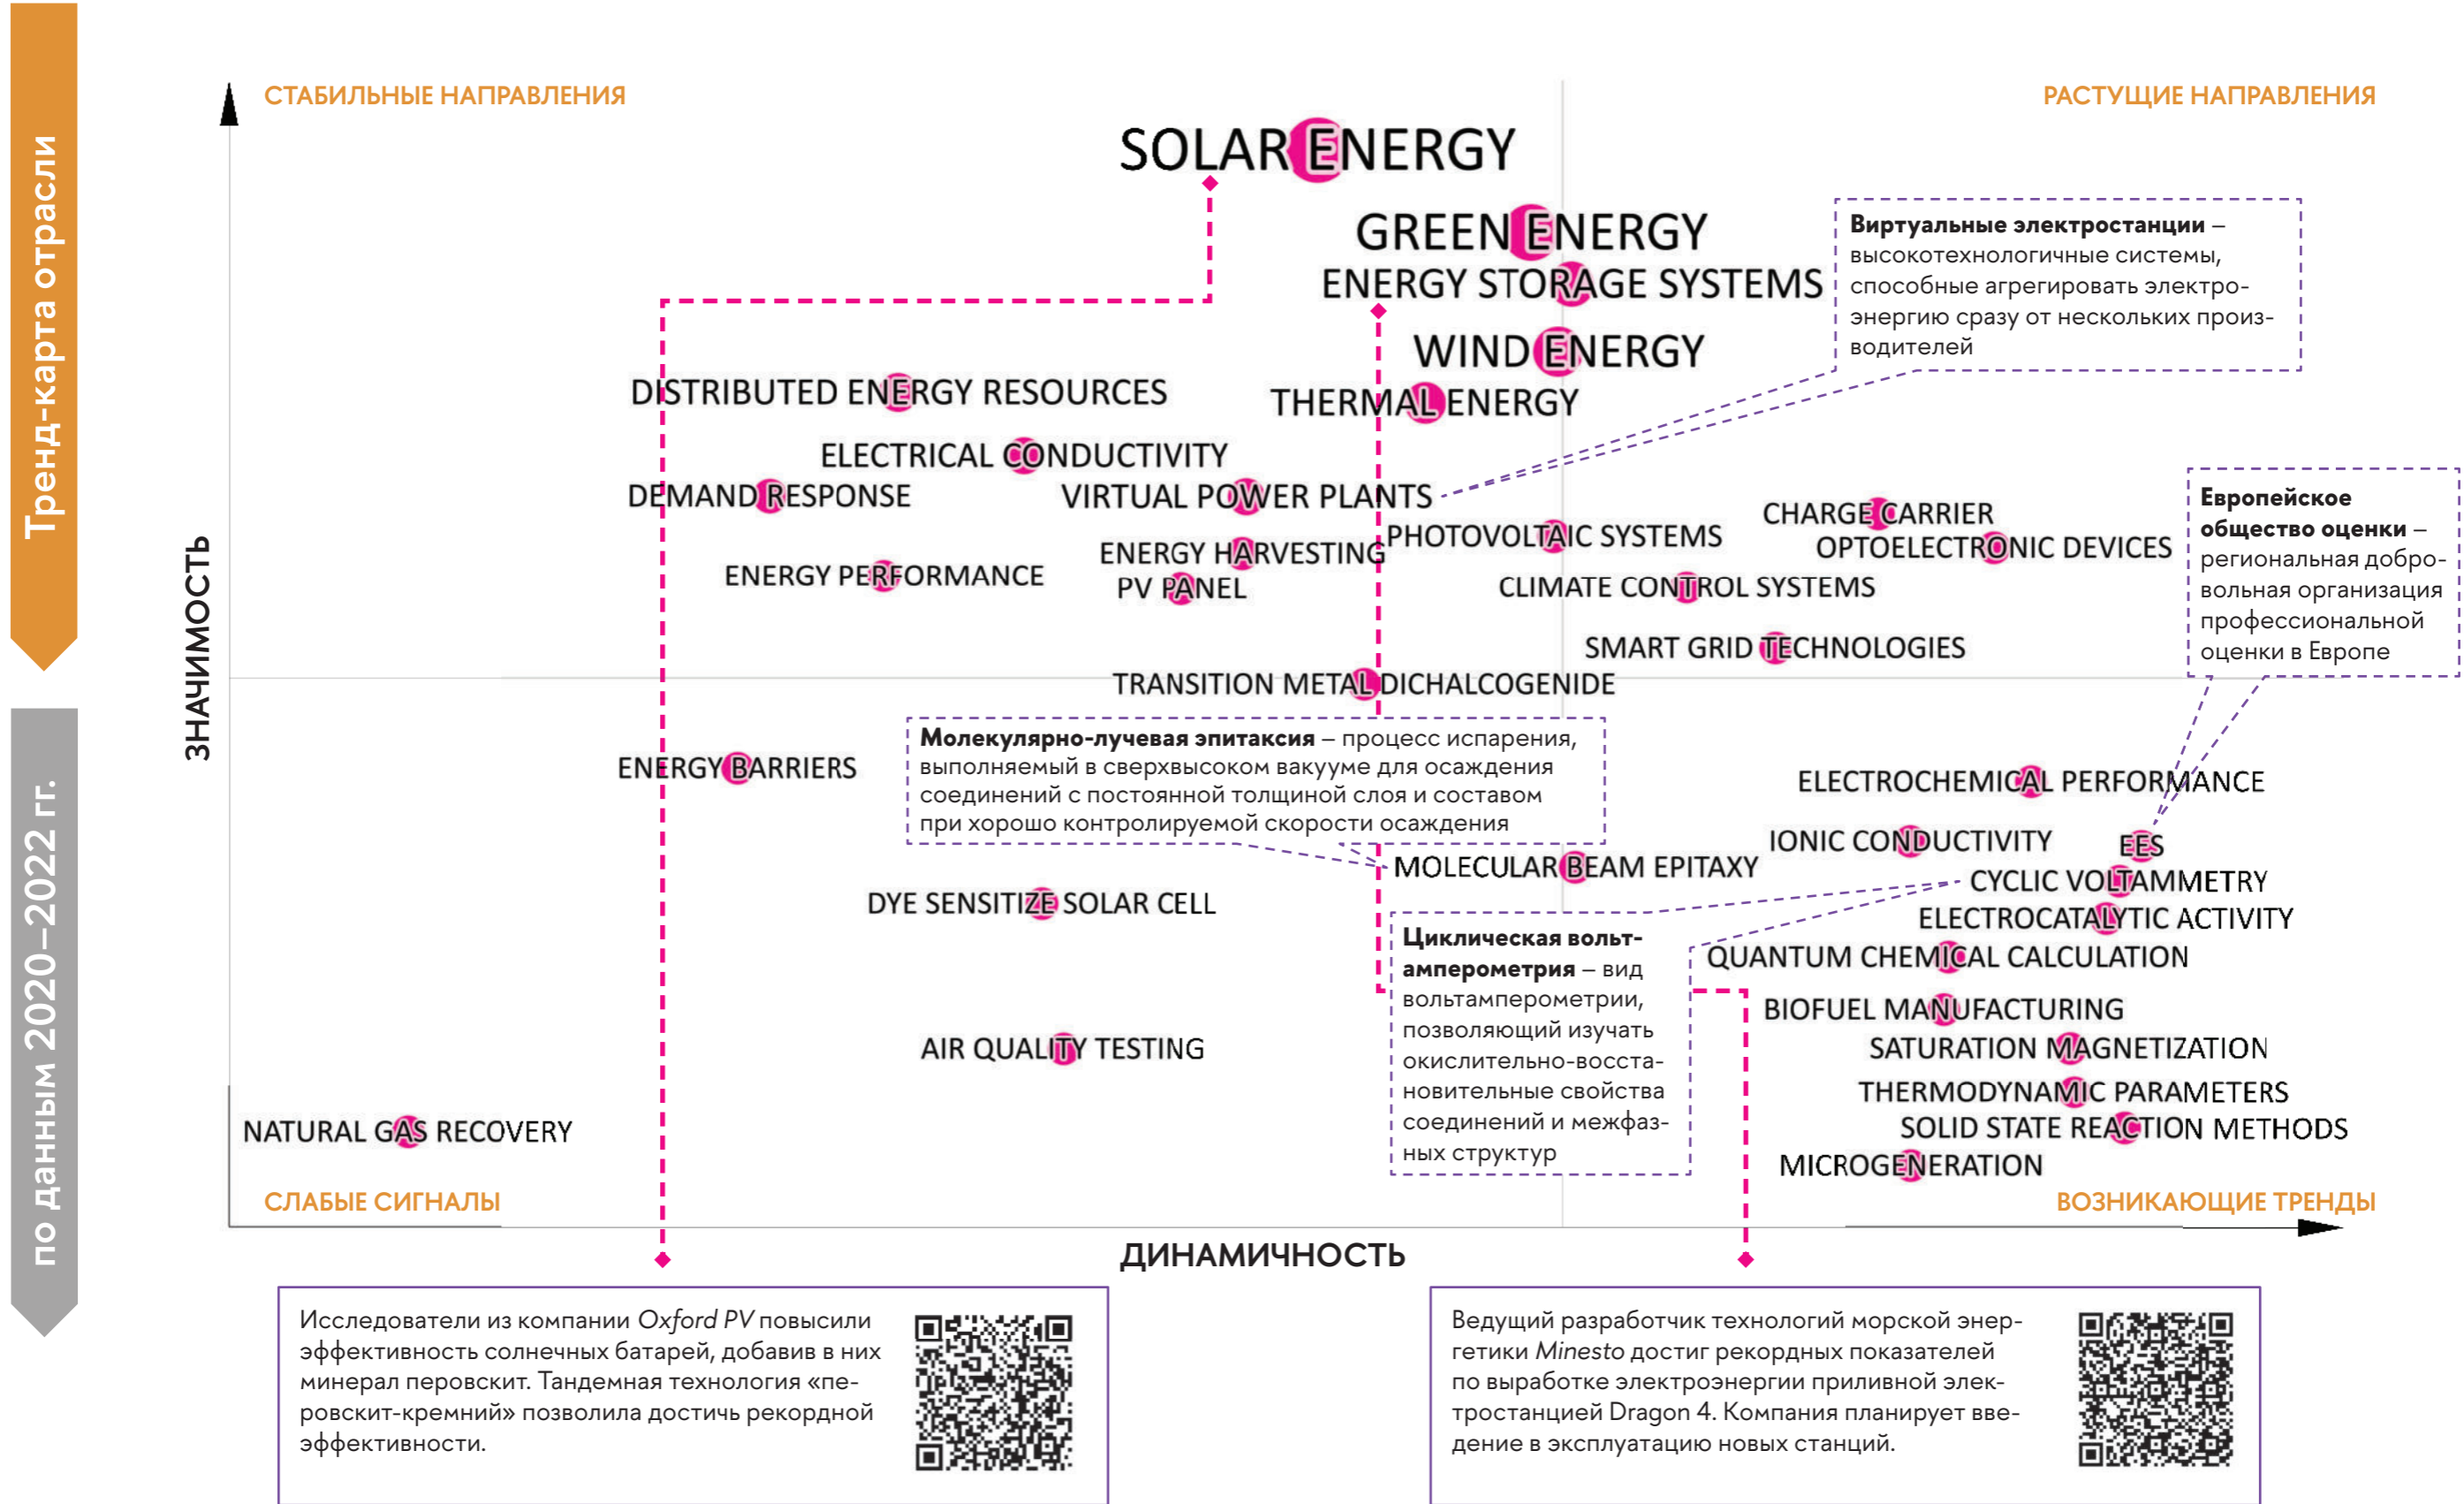 Тренд-карта отрасли
по данным 2020–2022 гг.
СТАБИЛЬНЫЕ НАПРАВЛЕНИЯ
РАСТУЩИЕ НАПРАВЛЕНИЯ
ЗНАЧИМОСТЬ
SOLAR ENERGY
GREEN ENERGY
ENERGY STORAGE SYSTEMS
WIND ENERGY
THERMAL ENERGY
Виртуальные электростанции –
высокотехнологичные системы,
способные агрегировать электро-
энергию сразу от нескольких произ-
водителей
DISTRIBUTED ENERGY RESOURCES
ELECTRICAL CONDUCTIVITY
DEMAND RESPONSE
VIRTUAL POWER PLANTS
ENERGY HARVESTING
PHOTOVOLTAIC SYSTEMS
ENERGY PERFORMANCE
PV PANEL
CHARGE CARRIER
OPTOELECTRONIC DEVICES
CLIMATE CONTROL SYSTEMS
SMART GRID TECHNOLOGIES
Европейское
общество оценки –
региональная добро-
вольная организация
профессиональной
оценки в Европе
TRANSITION METAL DICHALCOGENIDE
ENERGY BARRIERS
Молекулярно-лучевая эпитаксия – процесс испарения,
выполняемый в сверхвысоком вакууме для осаждения
соединений с постоянной толщиной слоя и составом
при хорошо контролируемой скорости осаждения
MOLECULAR BEAM EPITAXY
DYE SENSITIZE SOLAR CELL
AIR QUALITY TESTING
NATURAL GAS RECOVERY
ELECTROCHEMICAL PERFORMANCE
IONIC CONDUCTIVITY
EES
CYCLIC VOLTAMMETRY
ELECTROCATALYTIC ACTIVITY
QUANTUM CHEMICAL CALCULATION
Циклическая вольт-
амперометрия – вид
вольтамперометрии,
позволяющий изучать
окислительно-восста-
новительные свойства
соединений и межфаз-
ных структур
BIOFUEL MANUFACTURING
SATURATION MAGNETIZATION
THERMODYNAMIC PARAMETERS
SOLID STATE REACTION METHODS
MICROGENERATION
СЛАБЫЕ СИГНАЛЫ
ВОЗНИКАЮЩИЕ ТРЕНДЫ
ДИНАМИЧНОСТЬ
Исследователи из компании Oxford PV повысили
эффективность солнечных батарей, добавив в них
минерал перовскит. Тандемная технология «пе-
ровскит-кремний» позволила достичь рекордной
эффективности.
Ведущий разработчик технологий морской энер-
гетики Minesto достиг рекордных показателей
по выработке электроэнергии приливной элек-
тростанцией Dragon 4. Компания планирует вве-
дение в эксплуатацию новых станций.